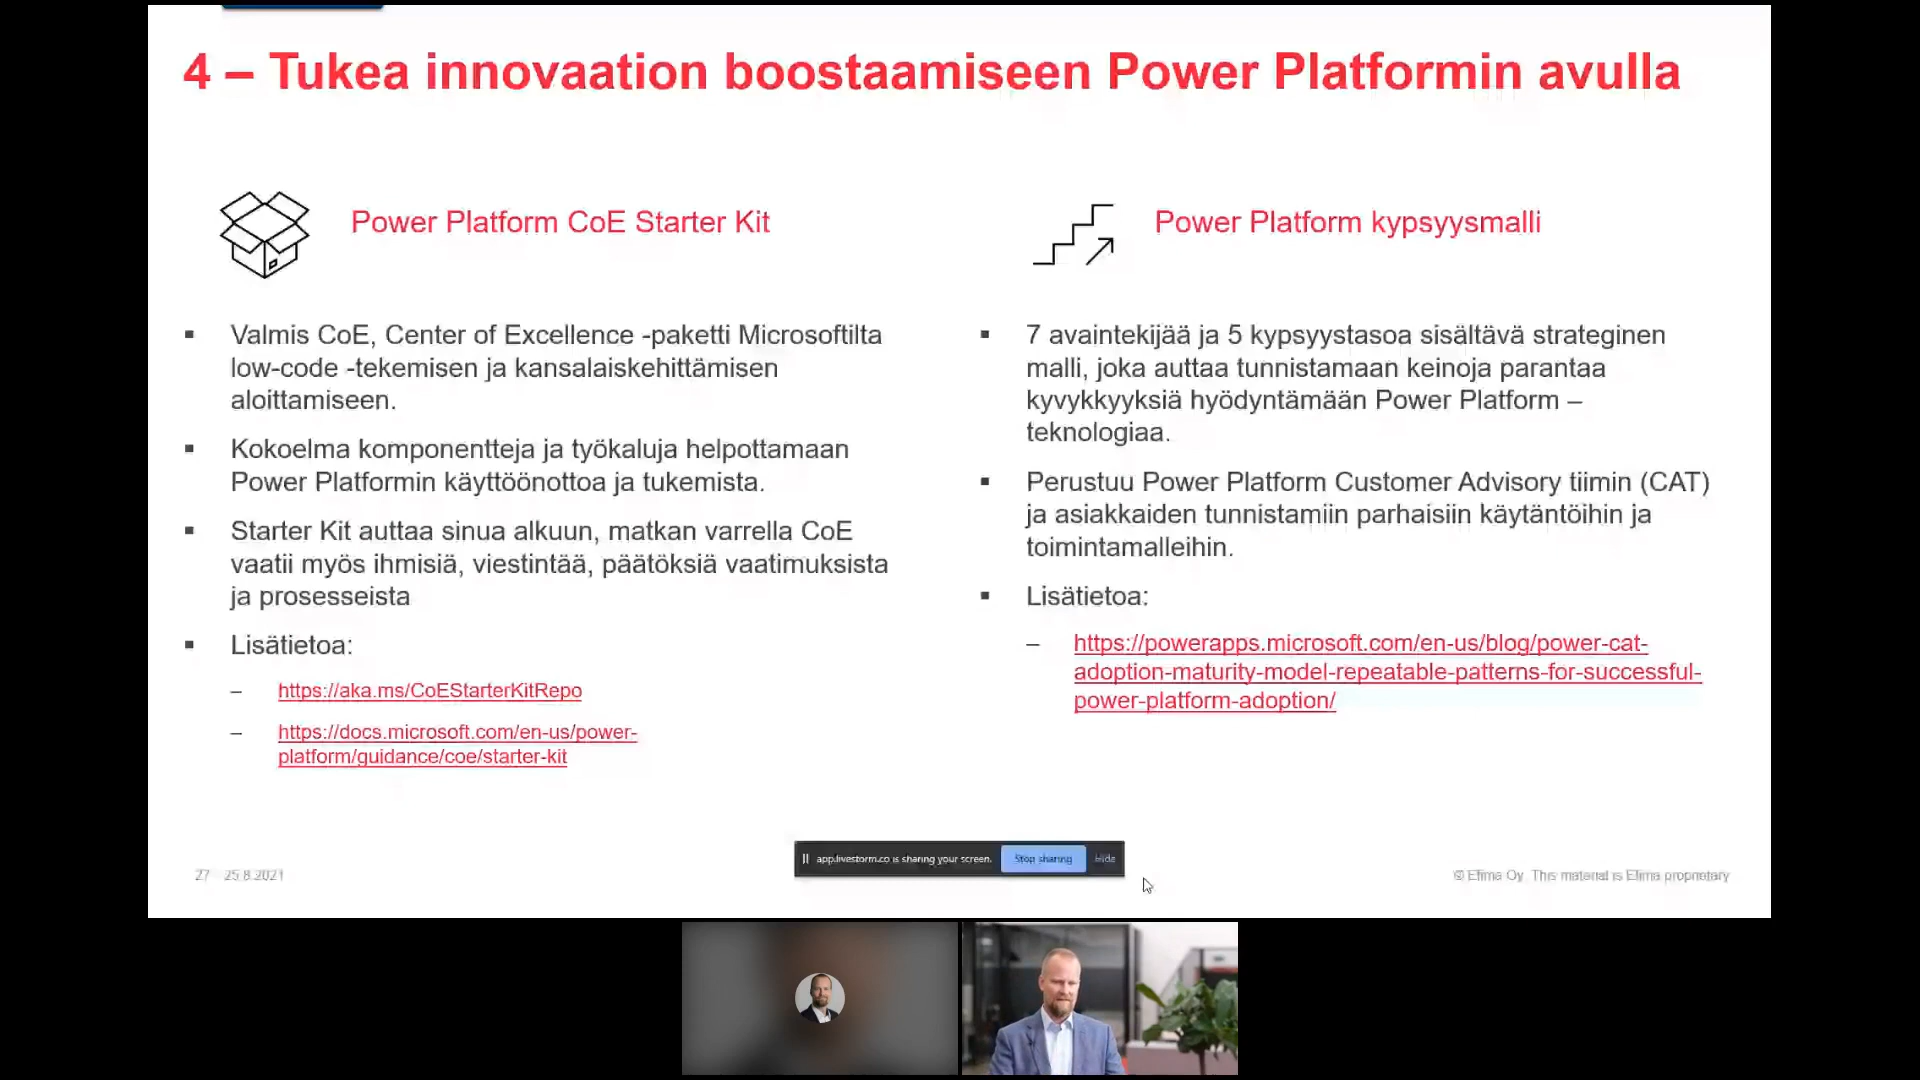 4 – Tukea innovaation boostaamiseen Power Platformin avulla
Power Platform CoE Starter Kit
▪ Valmis CoE, Center of Excellence -paketti Microsoftilta
low-code -tekemisen ja kansalaiskehittämisen
aloittamiseen.
▪ Kokoelma komponentteja ja työkaluja helpottamaan
Power Platformin käyttöönottoa ja tukemista.
▪ Starter Kit auttaa sinua alkuun, matkan varrella CoE
vaatii myös ihmisiä, viestintää, päätöksiä vaatimuksista
ja prosesseista
▪ Lisätietoa:
– https://aka.ms/CoEStarterKitRepo
– https://docs.microsoft.com/en-us/power-
platform/guidance/coe/starter-kit
Power Platform kypsyysmalli
▪ 7 avaintekijää ja 5 kypsyystasoa sisältävä strateginen
malli, joka auttaa tunnistamaan keinoja parantaa
kyvykkyyksiä hyödyntämään Power Platform –
teknologiaa.
▪ Perustuu Power Platform Customer Advisory tiimin (CAT)
ja asiakkaiden tunnistamiin parhaisiin käytäntöihin ja
toimintamalleihin.
▪ Lisätietoa:
– https://powerapps.microsoft.com/en-us/blog/power-cat-
adoption-maturity-model-repeatable-patterns-for-successful-
power-platform-adoption/
app.livestorm.co is sharing your screen. Stop sharing Hide
27 25.8.2021
© Efima Oy. This material is Efima proprietary